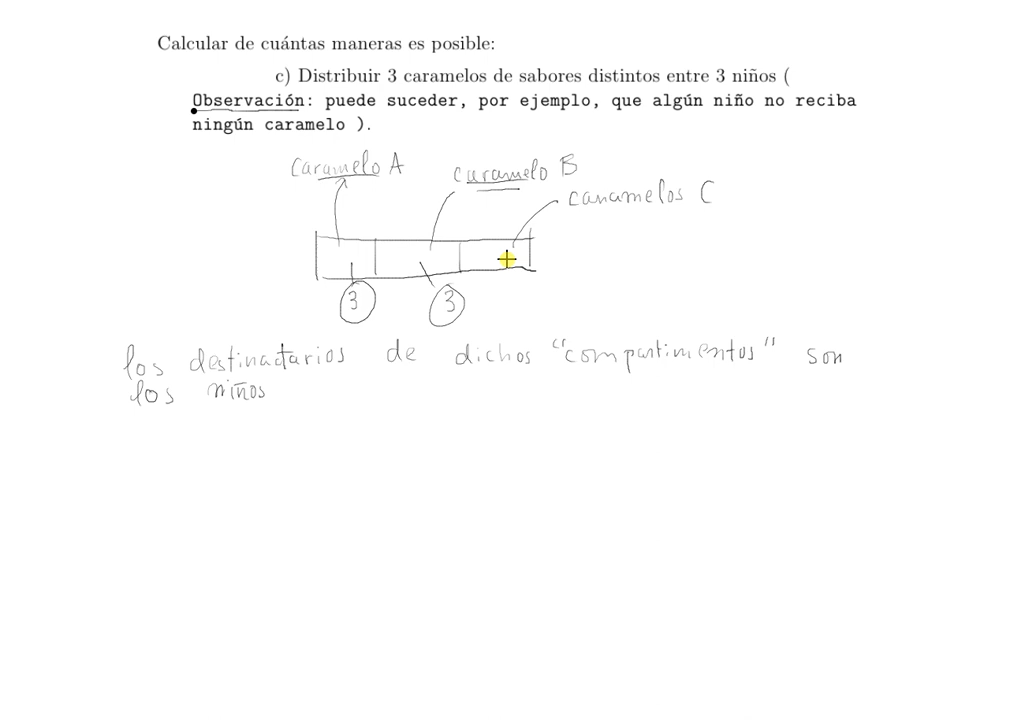 Calcular de cuántas maneras es posible:
c) Distribuir 3 caramelos de sabores distintos entre 3 niños (
Observación: puede suceder, por ejemplo, que algún niño no reciba
ningún caramelo ).
caramelo A
caramelo B
canamelos C
3
3
los destinactarios de dichos "compartimentos" son
los niños